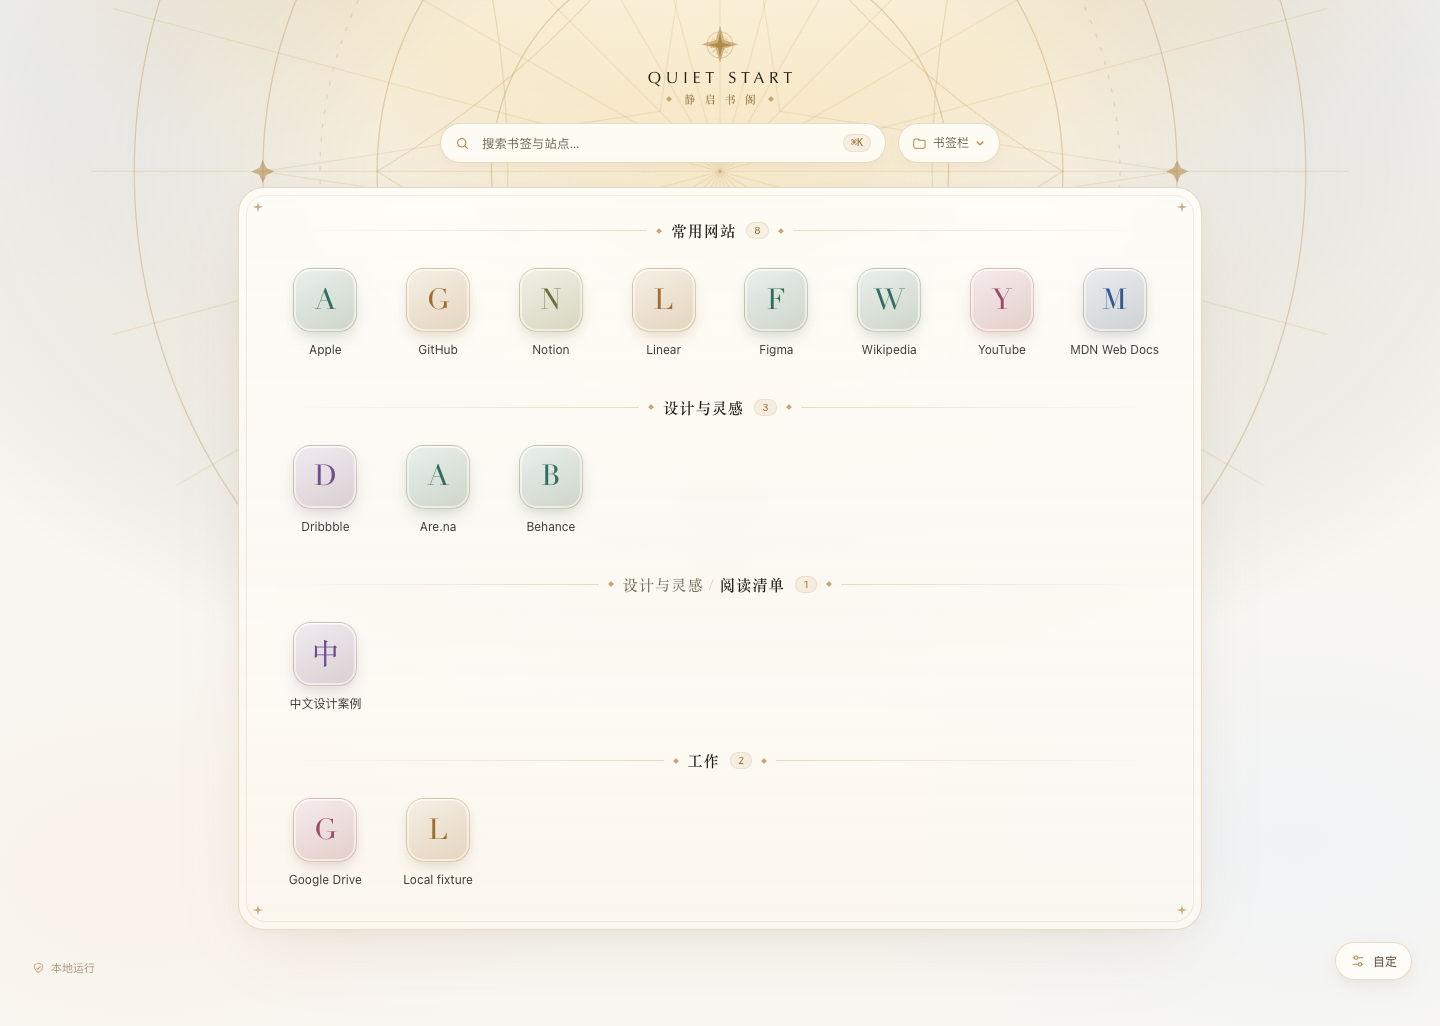 QUIET START
静启书阁
搜索书签与站点... ⌘K 书签栏
常用网站 8
A G N L F W Y M
Apple GitHub Notion Linear Figma Wikipedia YouTube MDN Web Docs
设计与灵感 3
D A B
Dribbble Are.na Behance
设计与灵感 / 阅读清单 1
中
中文设计案例
工作 2
G L
Google Drive Local fixture
本地运行
自定